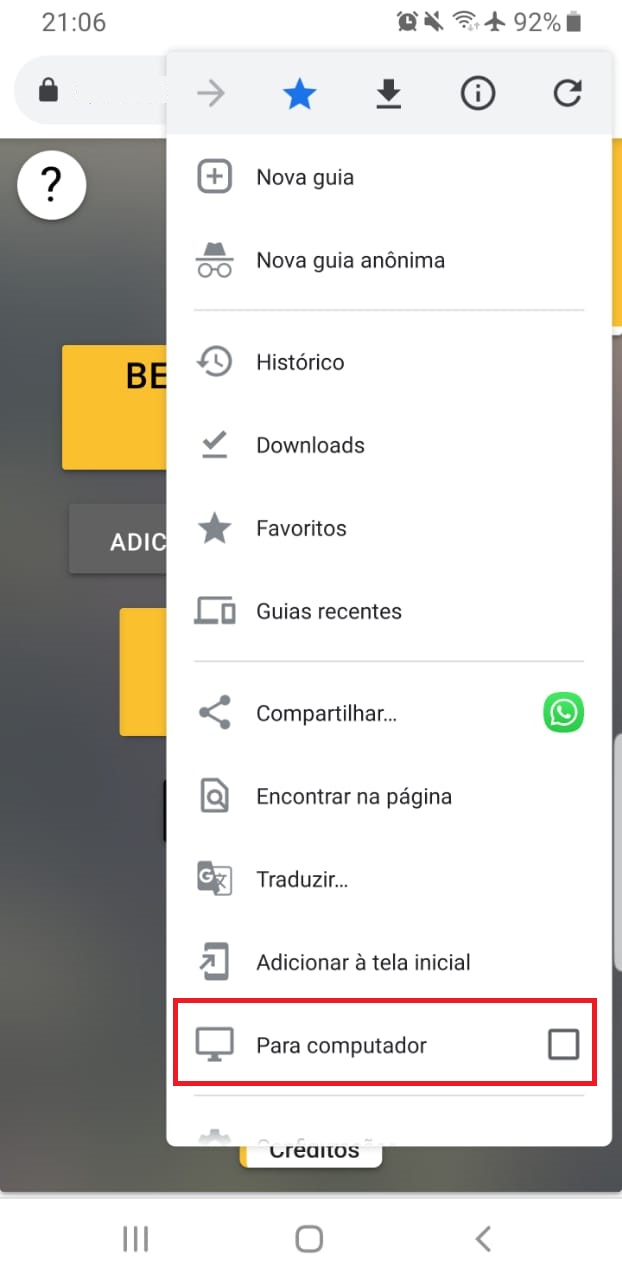 21:06
92%
?
Nova guia
Nova guia anônima
Histórico
BE
Downloads
Favoritos
ADIC
Guias recentes
Compartilhar...
Encontrar na página
Traduzir...
Adicionar à tela inicial
Para computador
Configurações
Créditos